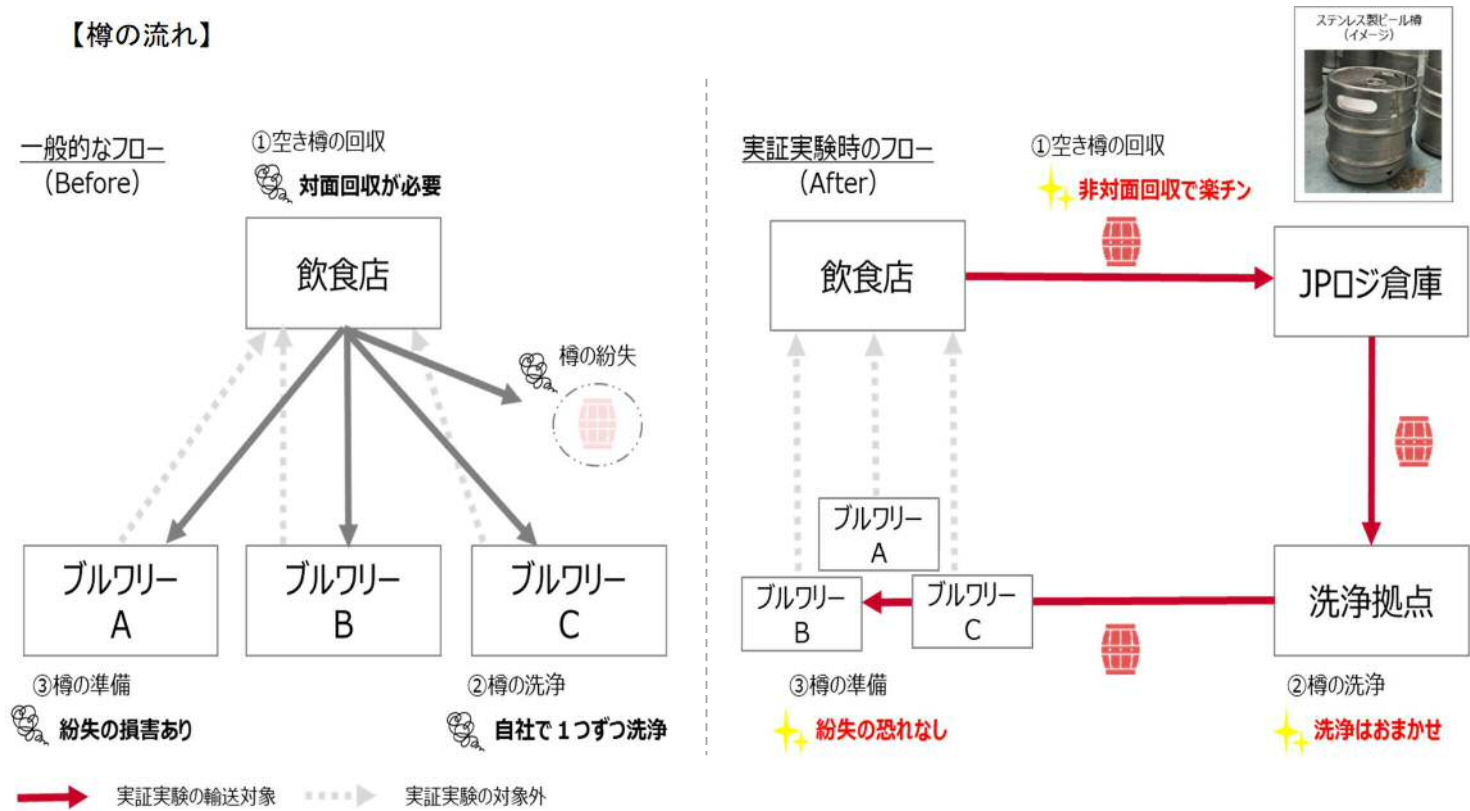 【樽の流れ】
ステンレス製ビール樽
（イメージ）
一般的なフロー
（Before）
①空き樽の回収
対面回収が必要
飲食店
樽の紛失
ブルワリー
A
ブルワリー
B
ブルワリー
C
③樽の準備
紛失の損害あり
②樽の洗浄
自社で１つずつ洗浄
実証実験時のフロー
（After）
①空き樽の回収
非対面回収で楽チン
飲食店
JPロジ倉庫
ブルワリー
A
ブルワリー
B
ブルワリー
C
洗浄拠点
③樽の準備
紛失の恐れなし
②樽の洗浄
洗浄はおまかせ
実証実験の輸送対象
実証実験の対象外